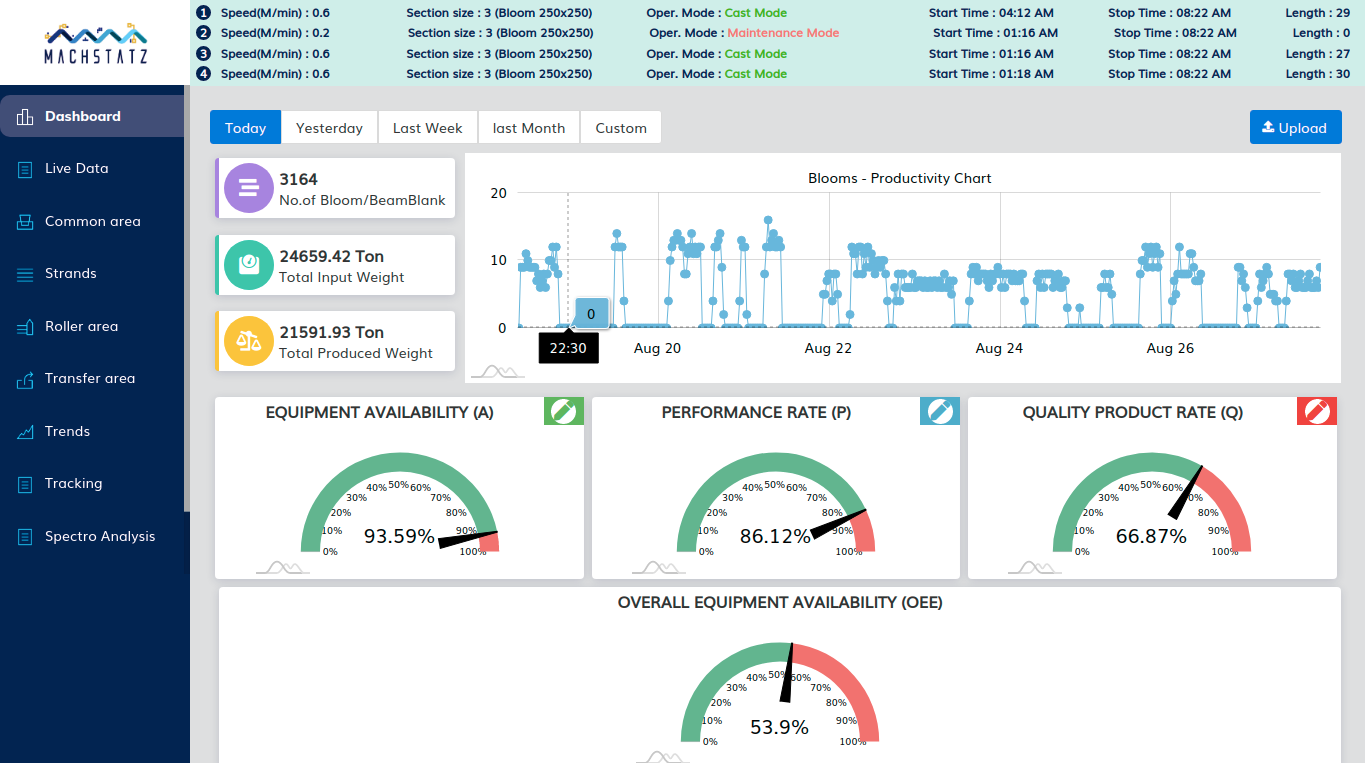 MACHSTATZ
1 Speed(M/min) : 0.6 Section size : 3 (Bloom 250x250) Oper. Mode : Cast Mode Start Time : 04:12 AM Stop Time : 08:22 AM Length : 29
2 Speed(M/min) : 0.2 Section size : 3 (Bloom 250x250) Oper. Mode : Maintenance Mode Start Time : 01:16 AM Stop Time : 08:22 AM Length : 0
3 Speed(M/min) : 0.6 Section size : 3 (Bloom 250x250) Oper. Mode : Cast Mode Start Time : 01:16 AM Stop Time : 08:22 AM Length : 27
4 Speed(M/min) : 0.6 Section size : 3 (Bloom 250x250) Oper. Mode : Cast Mode Start Time : 01:18 AM Stop Time : 08:22 AM Length : 30
Dashboard
Live Data
Common area
Strands
Roller area
Transfer area
Trends
Tracking
Spectro Analysis
Today Yesterday Last Week last Month Custom Upload
3164
No.of Bloom/BeamBlank
24659.42 Ton
Total Input Weight
21591.93 Ton
Total Produced Weight
Blooms - Productivity Chart
20
10
0
0
22:30 Aug 20 Aug 22 Aug 24 Aug 26
EQUIPMENT AVAILABILITY (A)
0% 10% 20% 30% 40% 50% 60% 70% 80% 90% 100%
93.59%
PERFORMANCE RATE (P)
0% 10% 20% 30% 40% 50% 60% 70% 80% 90% 100%
86.12%
QUALITY PRODUCT RATE (Q)
0% 10% 20% 30% 40% 50% 60% 0% 80% 90% 100%
66.87%
OVERALL EQUIPMENT AVAILABILITY (OEE)
0% 10% 20% 30% 40% 50% 60% 70% 80% 90% 100%
53.9%